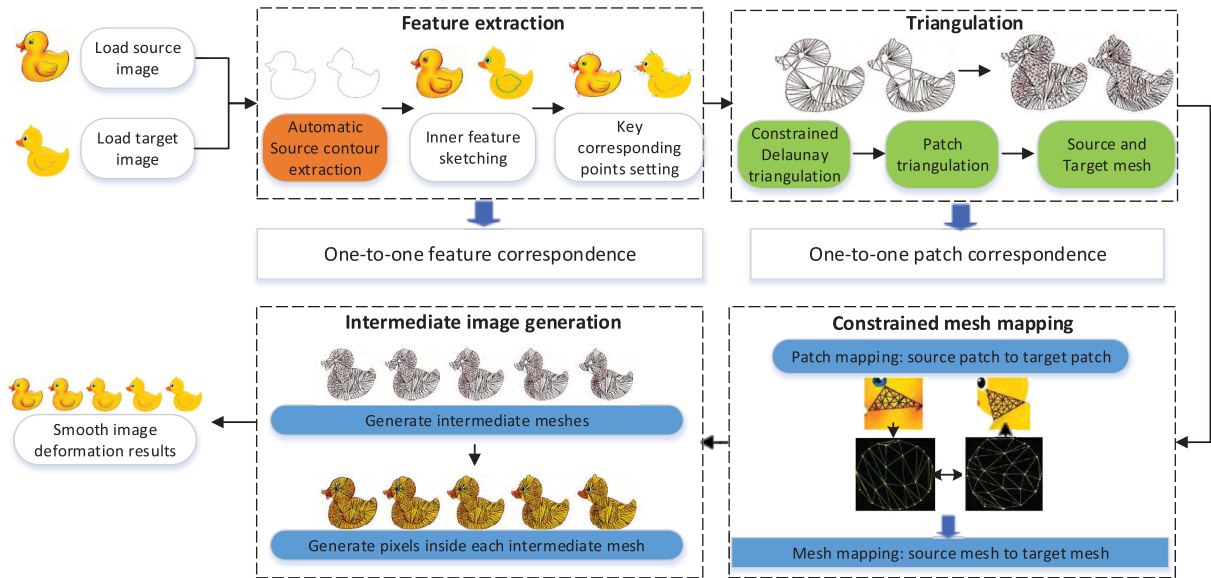 Load source
image
Load target
image
Feature extraction
Automatic
Source contour
extraction
Inner feature
sketching
Key
corresponding
points setting
One-to-one feature correspondence
Triangulation
Constrained
Delaunay
triangulation
Patch
triangulation
Source and
Target mesh
One-to-one patch correspondence
Constrained mesh mapping
Patch mapping: source patch to target patch
Mesh mapping: source mesh to target mesh
Intermediate image generation
Generate intermediate meshes
Generate pixels inside each intermediate mesh
Smooth image
deformation results